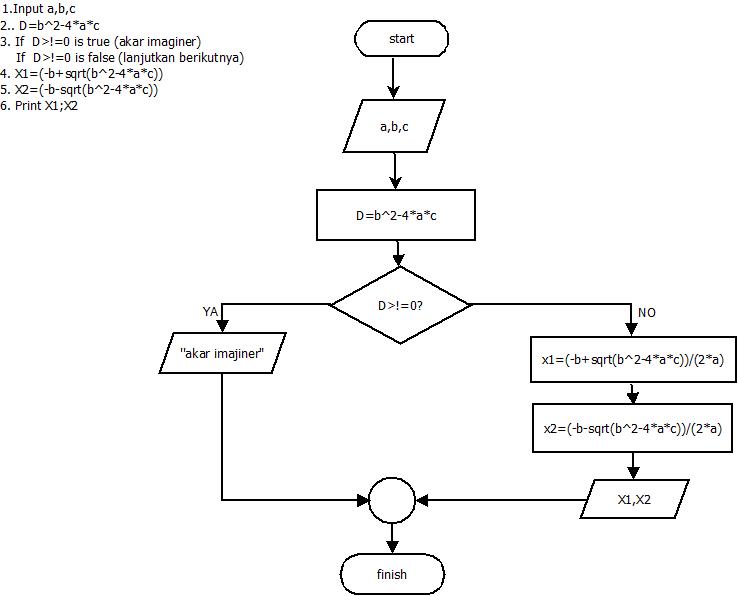 1.Input a,b,c
2.. D=b^2-4*a*c
3. If D>!=0 is true (akar imaginer)
If D>!=0 is false (lanjutkan berikutnya)
4. X1=(-b+sqrt(b^2-4*a*c))
5. X2=(-b-sqrt(b^2-4*a*c))
6. Print X1;X2
start
a,b,c
D=b^2-4*a*c
D>!=0?
YA
NO
"akar imajiner"
x1=(-b+sqrt(b^2-4*a*c))/(2*a)
x2=(-b-sqrt(b^2-4*a*c))/(2*a)
X1,X2
finish